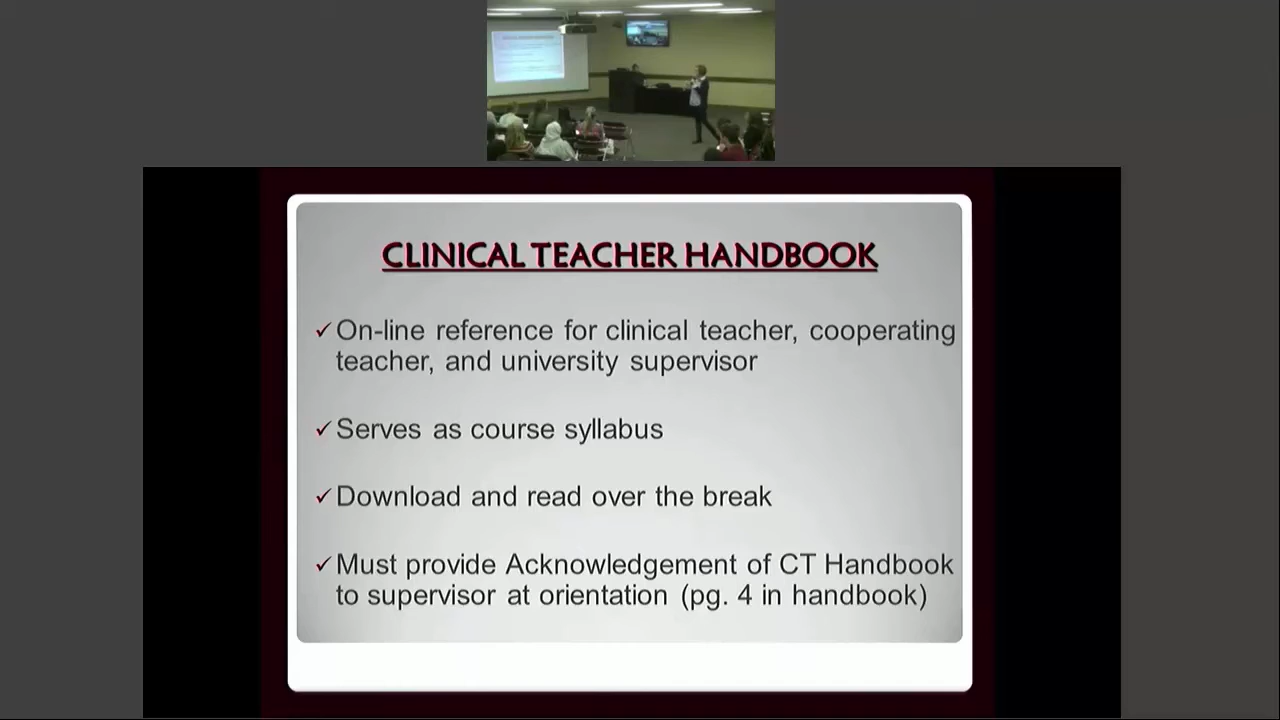 CLINICAL TEACHER HANDBOOK
✓On-line reference for clinical teacher, cooperating
teacher, and university supervisor
✓Serves as course syllabus
✓Download and read over the break
✓Must provide Acknowledgement of CT Handbook
to supervisor at orientation (pg. 4 in handbook)